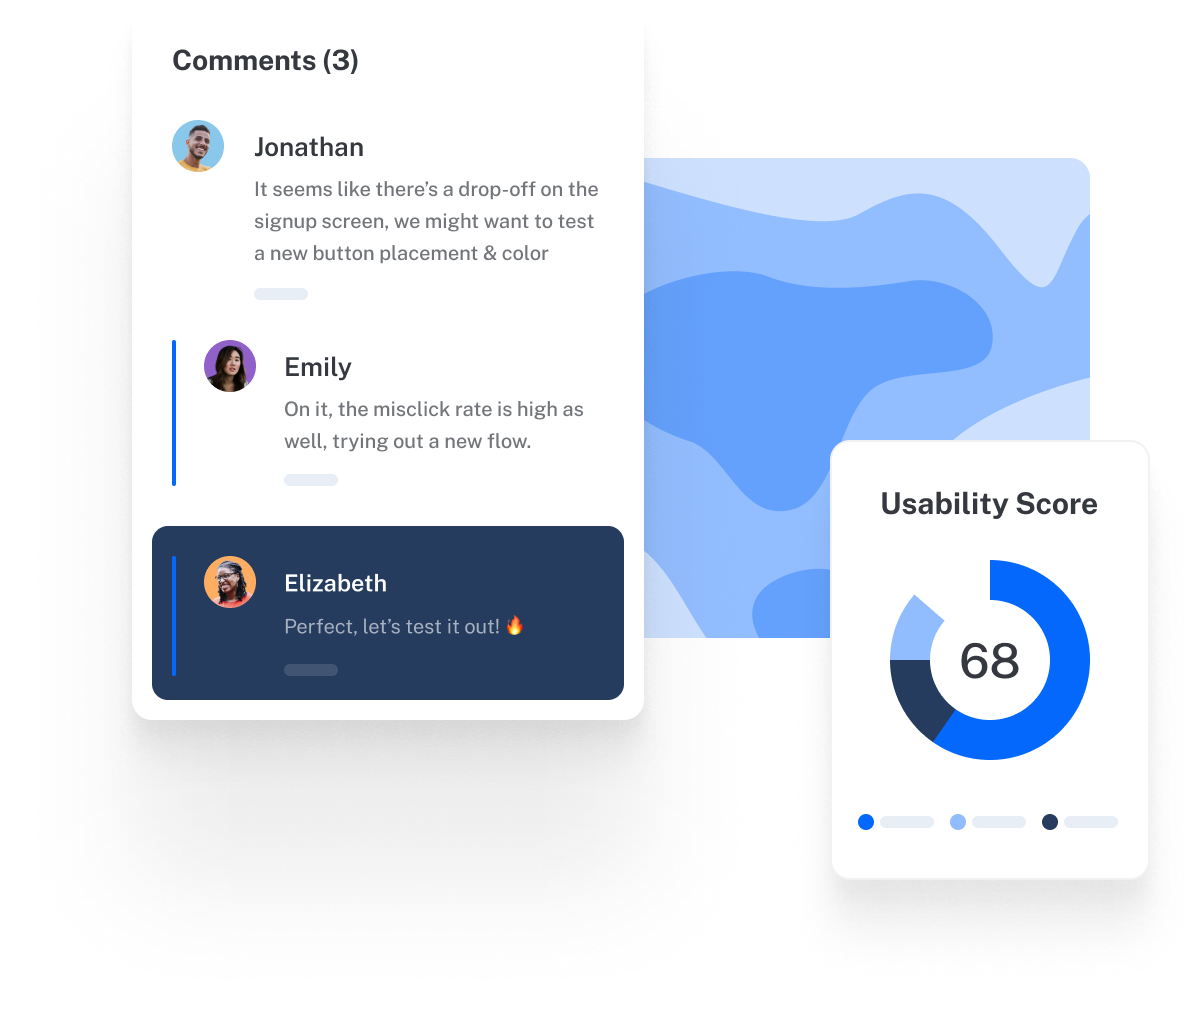 Comments (3)
Jonathan
It seems like there’s a drop-off on the
signup screen, we might want to test
a new button placement & color
Emily
On it, the misclick rate is high as
well, trying out a new flow.
Elizabeth
Perfect, let’s test it out! 🔥
Usability Score
68